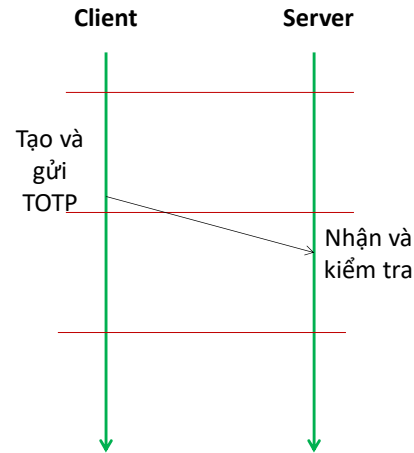 Client
Server
Tạo và
gửi
TOTP
Nhận và
kiểm tra